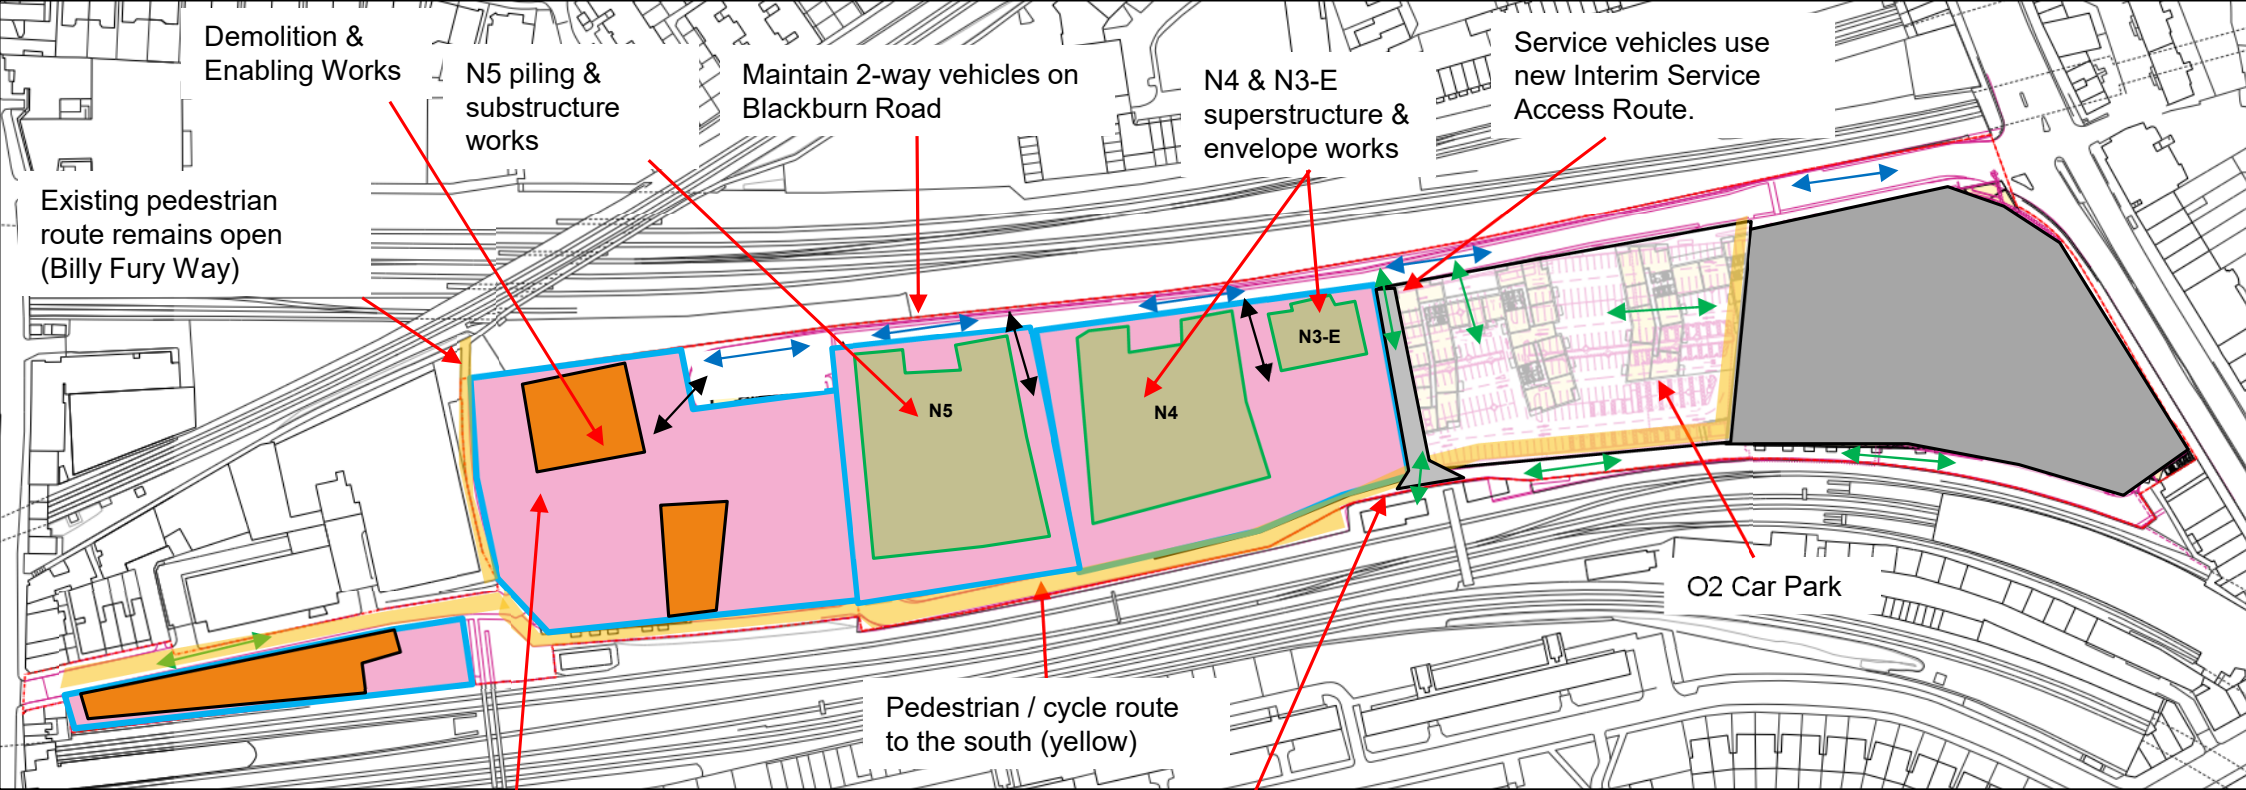 Demolition &
Enabling Works
N5 piling &
substructure
works
Maintain 2-way vehicles on
Blackburn Road
N4 & N3-E
superstructure &
envelope works
Service vehicles use
new Interim Service
Access Route.
Existing pedestrian
route remains open
(Billy Fury Way)
N3-E
N5
N4
O2 Car Park
Pedestrian / cycle route
to the south (yellow)